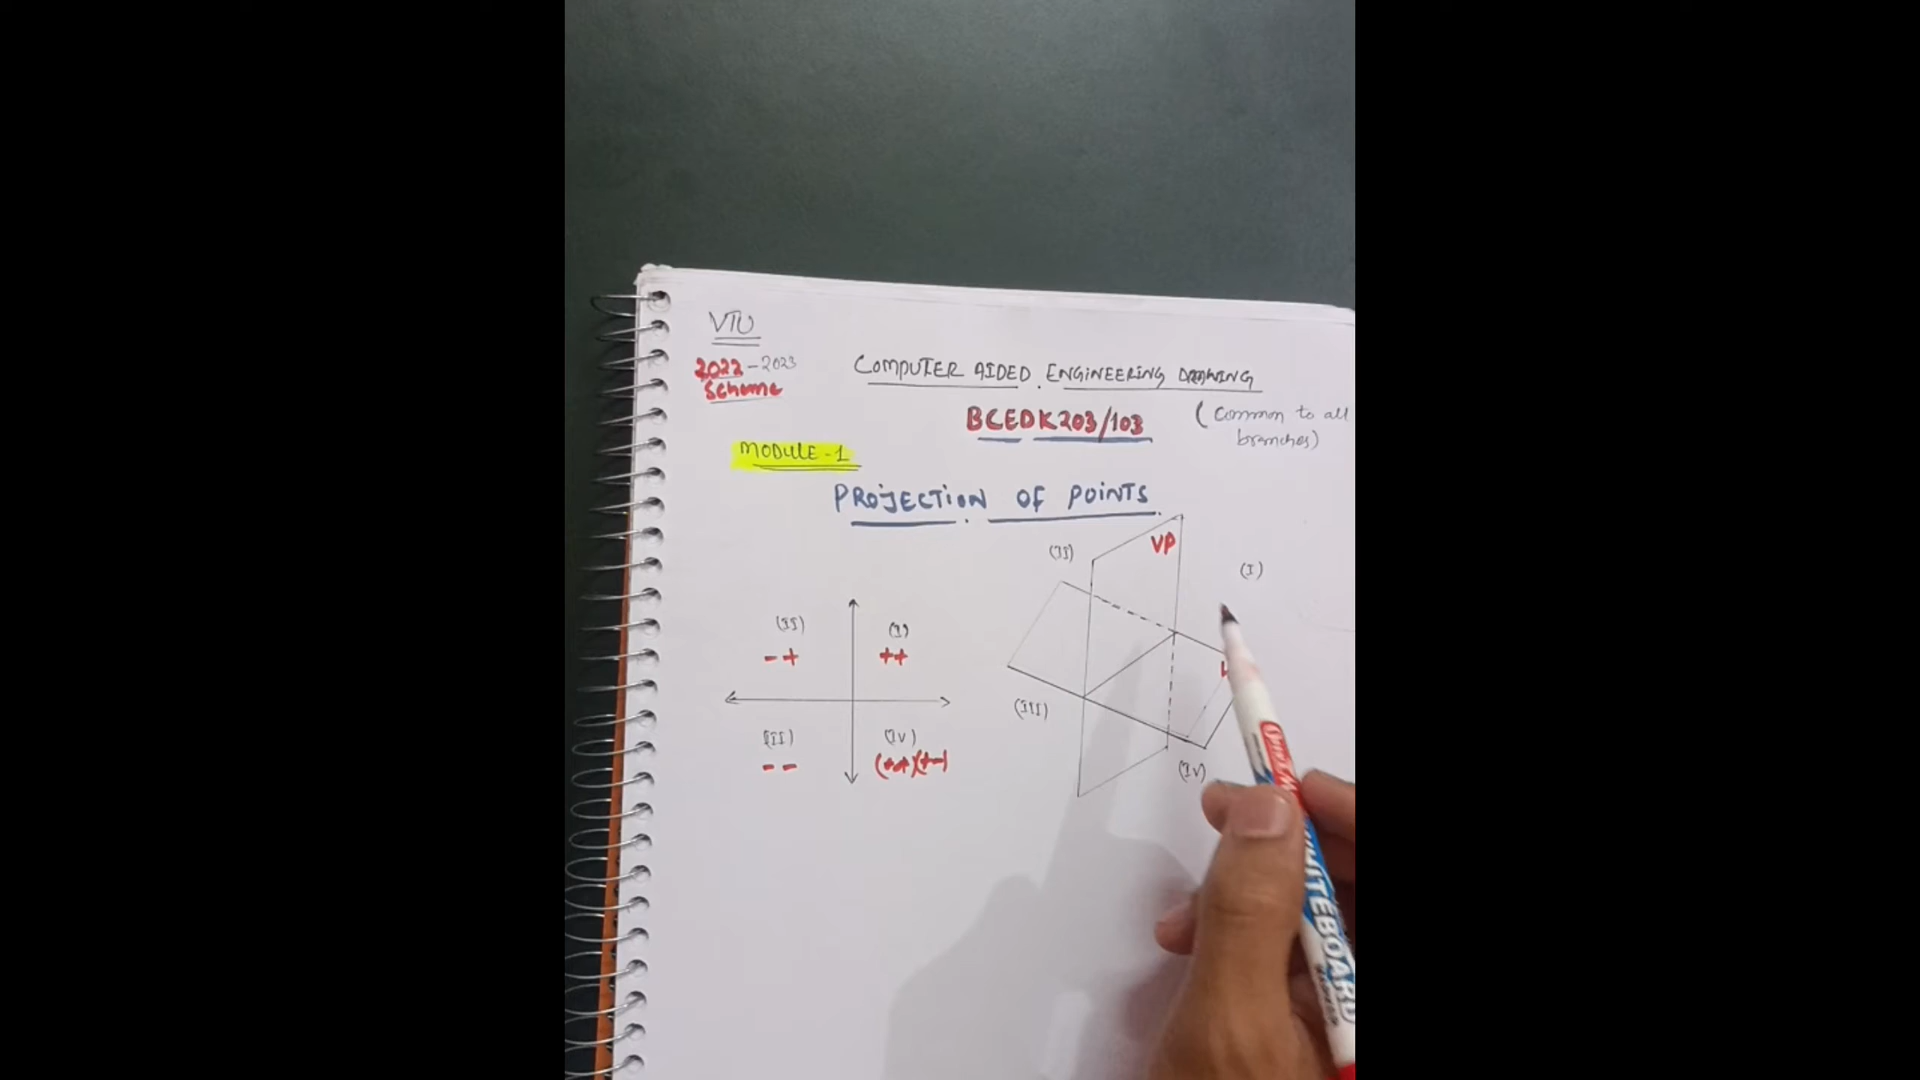 VTU
2022-2023
Scheme
COMPUTER AIDED ENGINEERING DRAWING
BCEDK203/103
(Common to all
branches)
MODULE-1
PROJECTION OF POINTS
(II)
VP
(I)
(II)
-+
(I)
++
(III)
(III)
--
(IV)
(++)(+-)
(IV)
WHITEBOARD